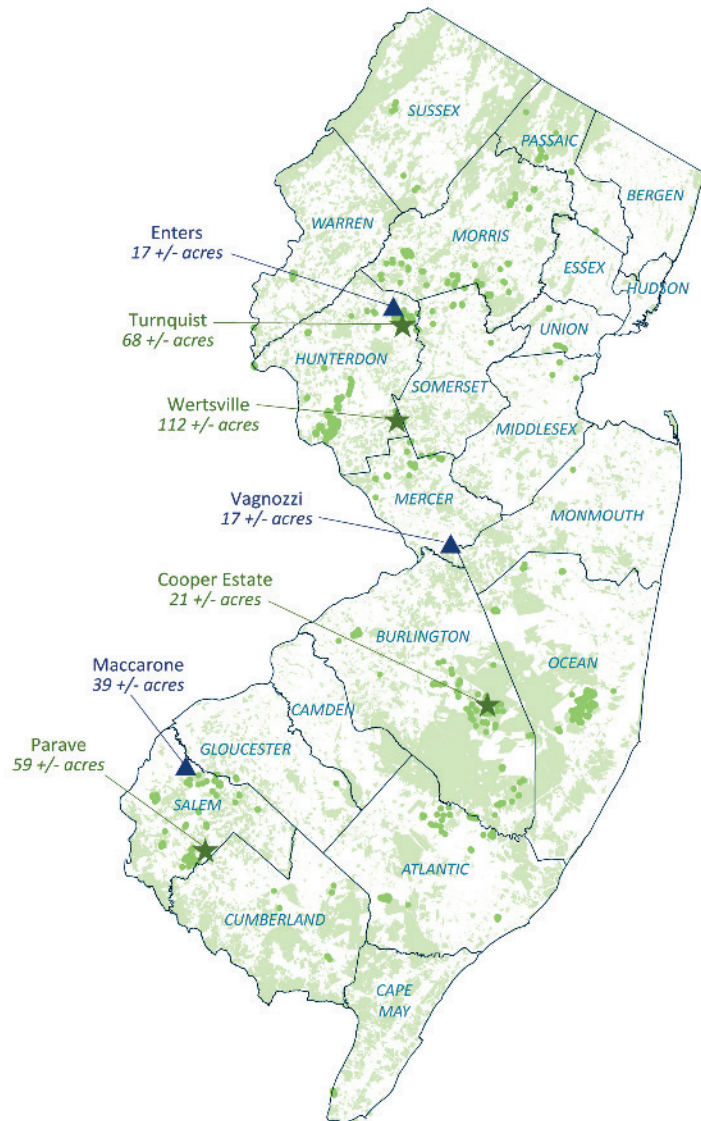 SUSSEX
PASSAIC
BERGEN
WARREN
Enters
17 +/- acres
MORRIS
ESSEX
HUDSON
Turnquist
68 +/- acres
UNION
HUNTERDON
SOMERSET
Wertsville
112 +/- acres
MIDDLESEX
MERCER
Vagnozzi
17 +/- acres
MONMOUTH
Cooper Estate
21 +/- acres
BURLINGTON
OCEAN
Maccarone
39 +/- acres
CAMDEN
GLOUCESTER
Parave
59 +/- acres
SALEM
ATLANTIC
CUMBERLAND
CAPE
MAY